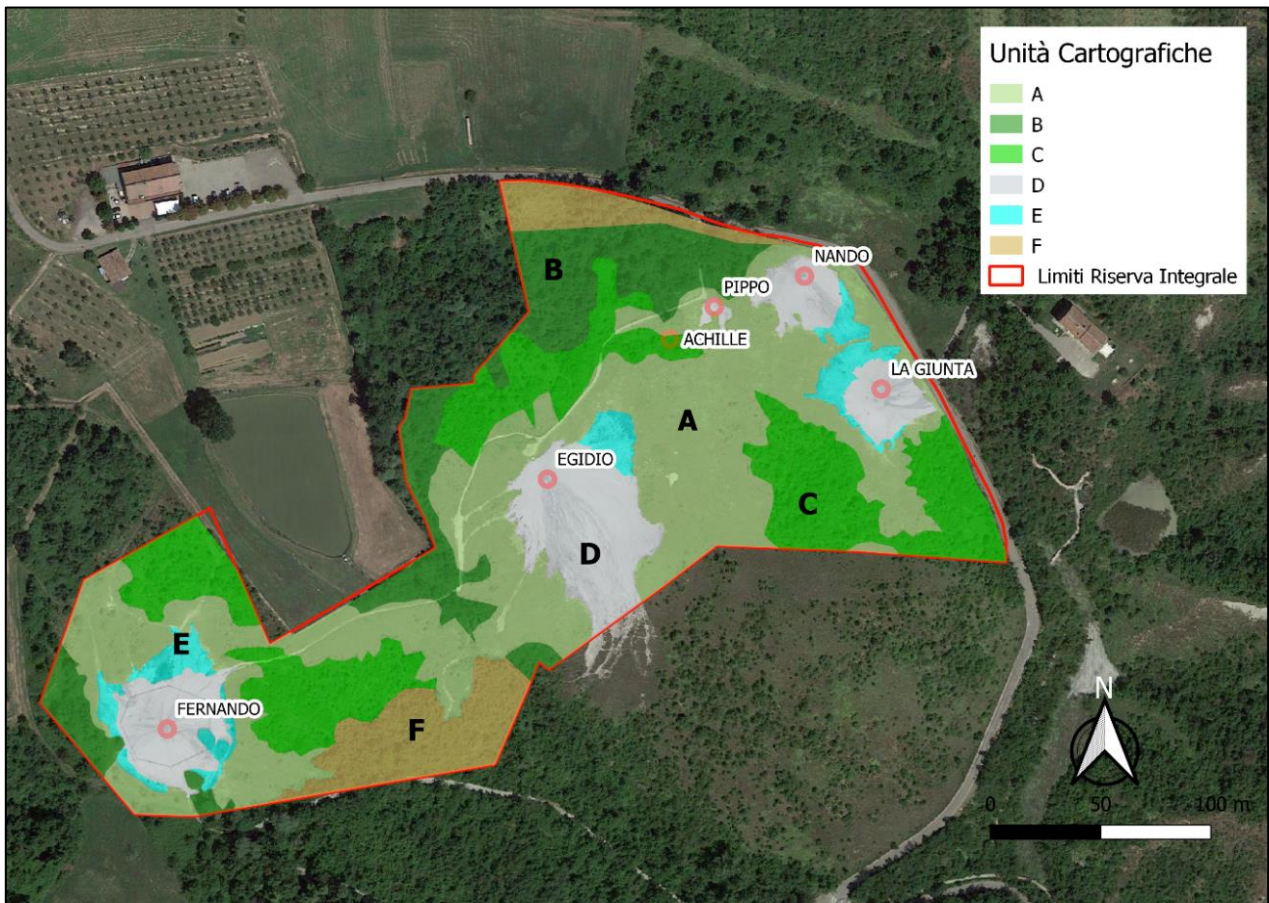 Unità Cartografiche
A
B
C
D
E
F
Limiti Riserva Integrale
NANDO
B
PIPPO
ACHILLE
LA GIUNTA
A
EGIDIO
C
D
E
FERNANDO
F
N
0 50 100 m